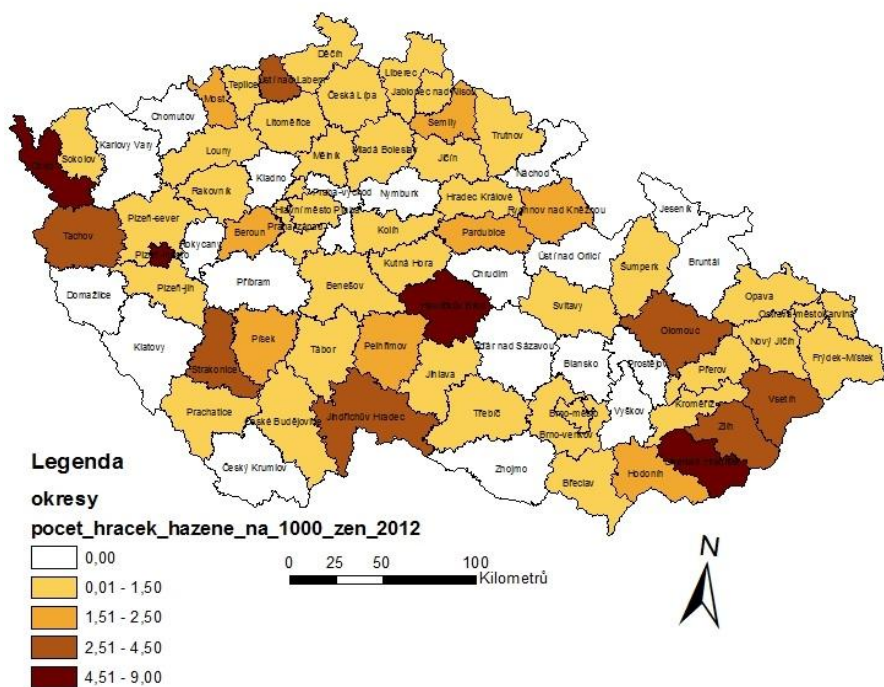 Děčín
Liberec
Teplice
Ústí nad Labem
Most
Česká Lípa
Jablonec nad Nisou
Chomutov
Litoměřice
Semily
Trutnov
Karlovy Vary
Sokolov
Louny
Mělník
Mladá Boleslav
Jičín
Náchod
Kladno
Rakovník
Praha-východ
Nymburk
Hradec Králové
Rychnov nad Kněžnou
Jeseník
Hlavní město Praha
Praha-západ
Plzeň-sever
Beroun
Kolín
Pardubice
Tachov
Rokycany
Kutná Hora
Chrudim
Ústí nad Orlicí
Šumperk
Bruntál
Domažlice
Plzeň-jih
Příbram
Benešov
Svitavy
Opava
Olomouc
Nový Jičín
Klatovy
Písek
Tábor
Pelhřimov
Žďár nad Sázavou
Blansko
Prostějov
Přerov
Frýdek-Místek
Strakonice
Jihlava
Vyškov
Kroměříž
Vsetín
Prachatice
České Budějovice
Jindřichův Hradec
Třebíč
Brno-město
Brno-venkov
Zlín
Český Krumlov
Znojmo
Hodonín
Břeclav
Legenda
okresy
pocet_hracek_hazene_na_1000_zen_2012
0,00
0,01 - 1,50
1,51 - 2,50
2,51 - 4,50
4,51 - 9,00
0 25 50 100
Kilometrů
N